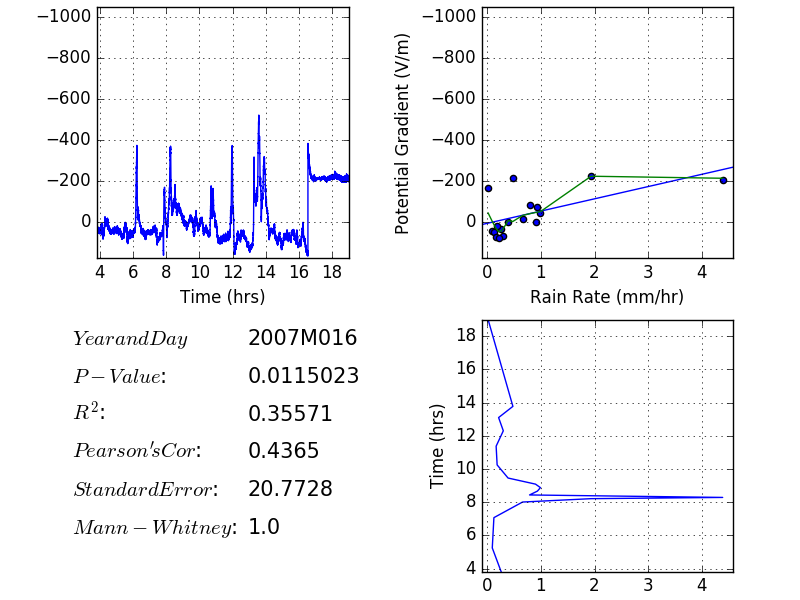 −1000
−800
−600
−400
−200
0
4 6 8 10 12 14 16 18
Time (hrs)
Potential Gradient (V/m)
−1000
−800
−600
−400
−200
0
0 1 2 3 4
Rain Rate (mm/hr)
YearandDay 2007M016
P−Value: 0.0115023
R²: 0.35571
Pearson'sCor: 0.4365
StandardError: 20.7728
Mann−Whitney: 1.0
Time (hrs)
18
16
14
12
10
8
6
4
0 1 2 3 4